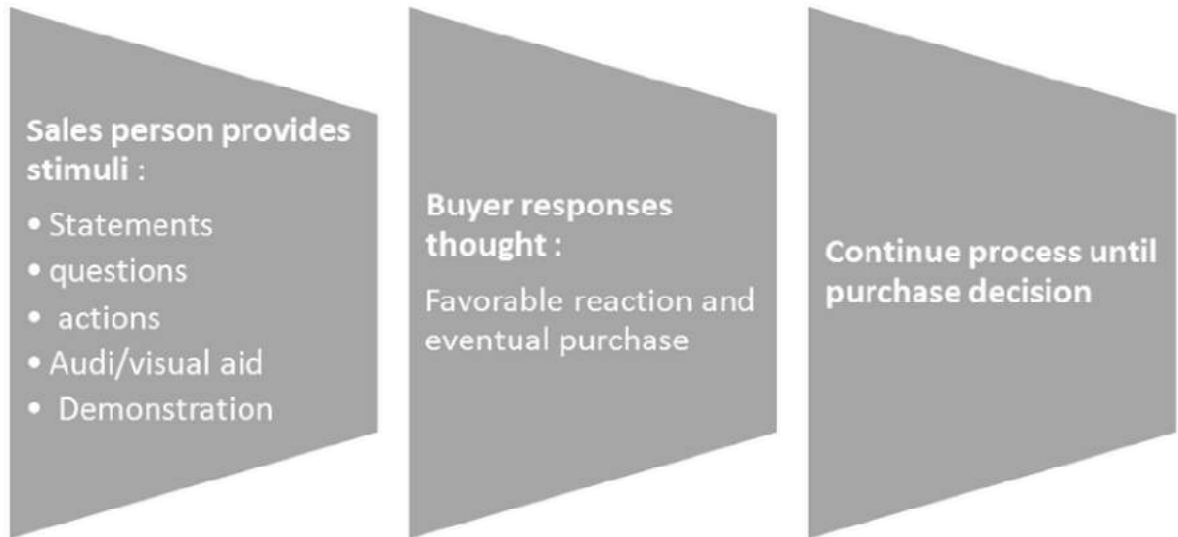 Sales person provides
stimuli :
• Statements
• questions
• actions
• Audi/visual aid
• Demonstration
Buyer responses
thought :
Favorable reaction and
eventual purchase
Continue process until
purchase decision